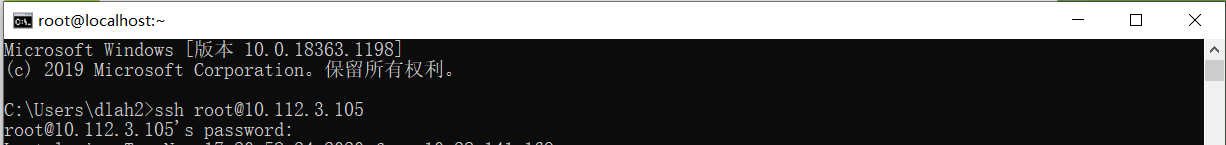 root@localhost:~
Microsoft Windows [版本 10.0.18363.1198]
(c) 2019 Microsoft Corporation。保留所有权利。
C:\Users\dlah2>ssh root@10.112.3.105
root@10.112.3.105's password: